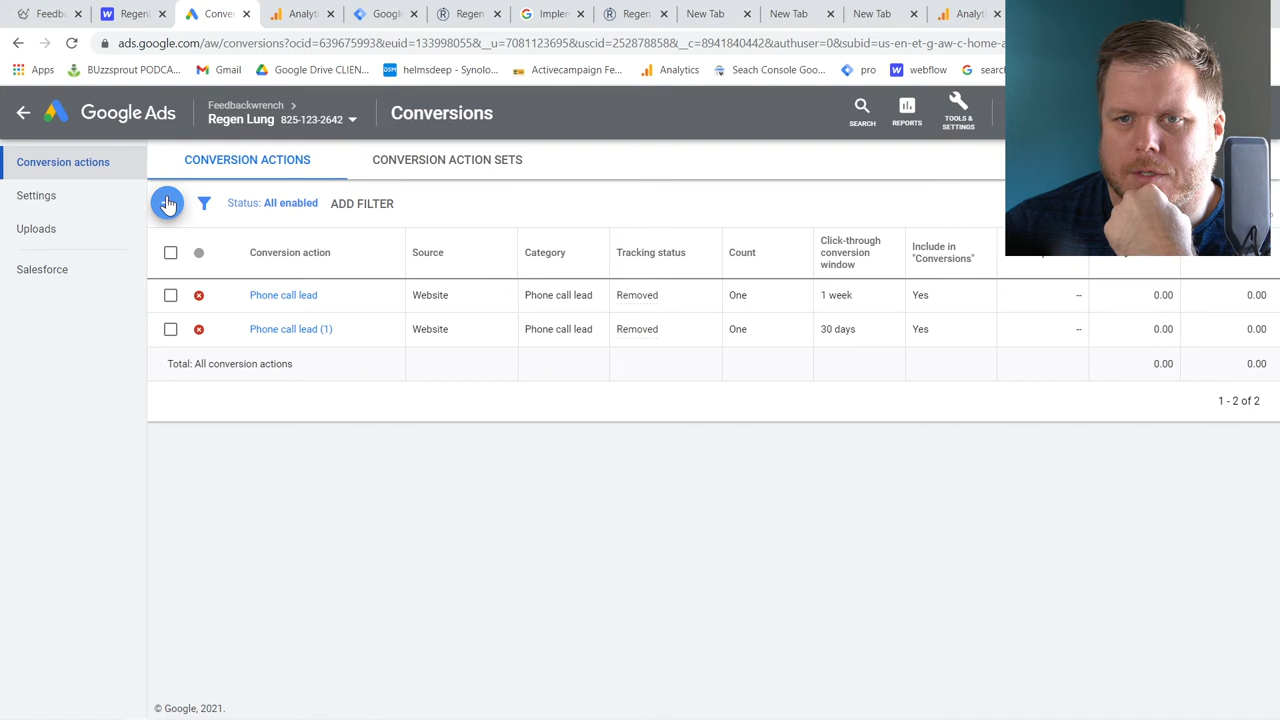 Feedba
Regen
Conver
Analyti
Google
Regen
Implen
Regen
New Tab
New Tab
New Tab
Analyt
ads.google.com/aw/conversions?ocid=639675993&euid=133998055&__u=7081123695&uscid=252878858&__c=8941840442&authuser=0&subid=us-en-et-g-aw-c-home-a
Apps
BUzzsprout PODCA...
Gmail
Google Drive CLIEN...
helmsdeep - Synolo...
Activecampaign Fe...
Analytics
Seach Console Goo...
pro
webflow
searc
Google Ads
Feedbackwrench
Regen Lung 825-123-2642
Conversions
SEARCH
REPORTS
TOOLS &
SETTINGS
Conversion actions
Settings
Uploads
Salesforce
CONVERSION ACTIONS
CONVERSION ACTION SETS
Status: All enabled
ADD FILTER
Conversion action
Source
Category
Tracking status
Count
Click-through
conversion
window
Include in
"Conversions"
Phone call lead
Website
Phone call lead
Removed
One
1 week
Yes
--
0.00
0.00
Phone call lead (1)
Website
Phone call lead
Removed
One
30 days
Yes
--
0.00
0.00
Total: All conversion actions
0.00
0.00
1 - 2 of 2
© Google, 2021.